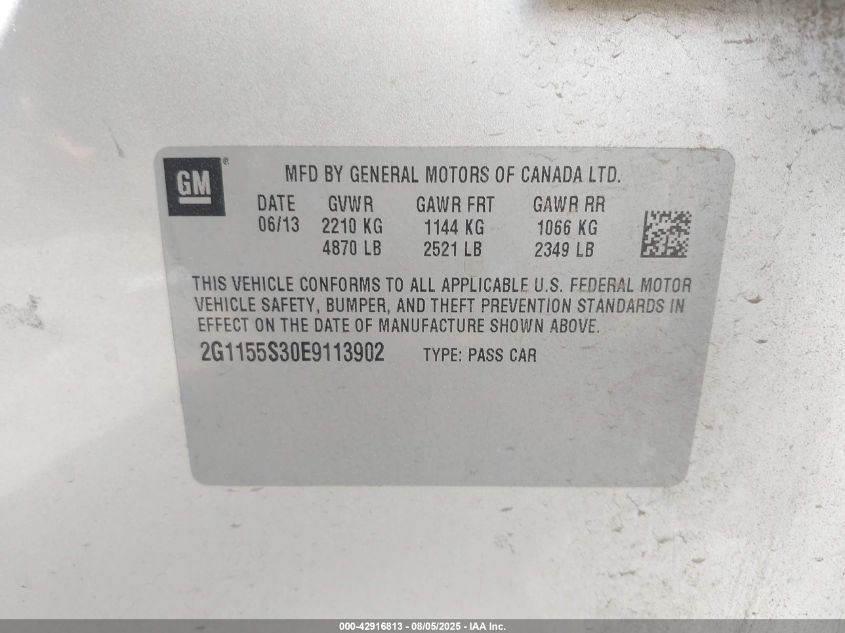 GM®
MFD BY GENERAL MOTORS OF CANADA LTD.
DATE GVWR GAWR FRT GAWR RR
06/13 2210 KG 1144 KG 1066 KG
4870 LB 2521 LB 2349 LB
THIS VEHICLE CONFORMS TO ALL APPLICABLE U.S. FEDERAL MOTOR
VEHICLE SAFETY, BUMPER, AND THEFT PREVENTION STANDARDS IN
EFFECT ON THE DATE OF MANUFACTURE SHOWN ABOVE.
2G1155S30E9113902 TYPE: PASS CAR
000-42916813 - 08/05/2025 - IAA Inc.